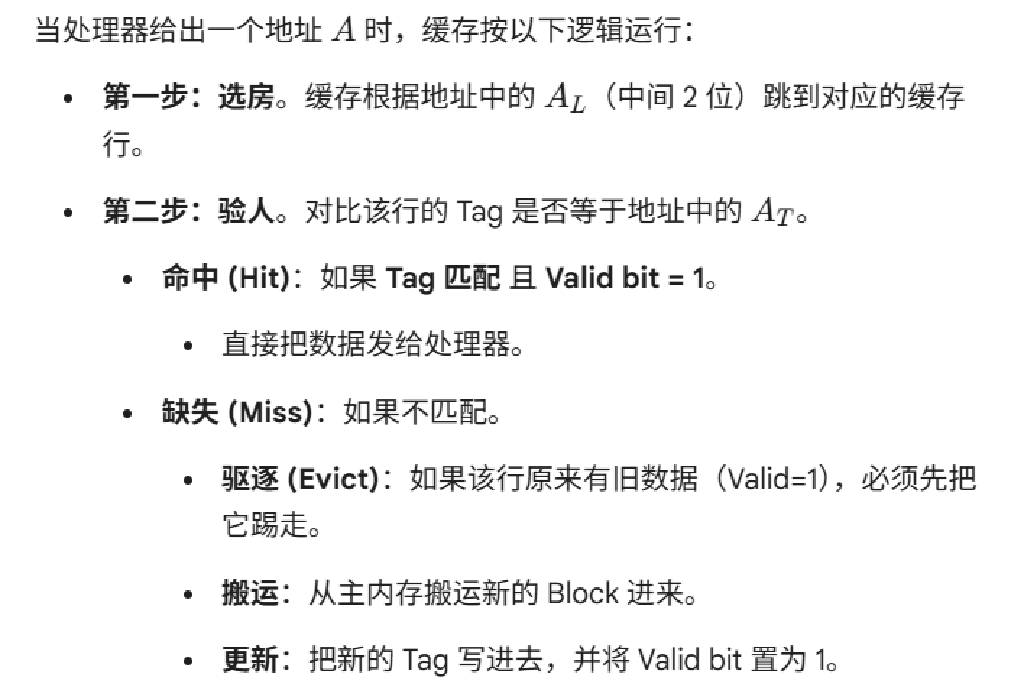 当处理器给出一个地址 A 时，缓存按以下逻辑运行：
• 第一步：选房。缓存根据地址中的 A_L（中间 2 位）跳到对应的缓存
行。
• 第二步：验人。对比该行的 Tag 是否等于地址中的 A_T。
• 命中 (Hit)：如果 Tag 匹配 且 Valid bit = 1。
• 直接把数据发给处理器。
• 缺失 (Miss)：如果不匹配。
• 驱逐 (Evict)：如果该行原来有旧数据（Valid=1），必须先把
它踢走。
• 搬运：从主内存搬运新的 Block 进来。
• 更新：把新的 Tag 写进去，并将 Valid bit 置为 1。